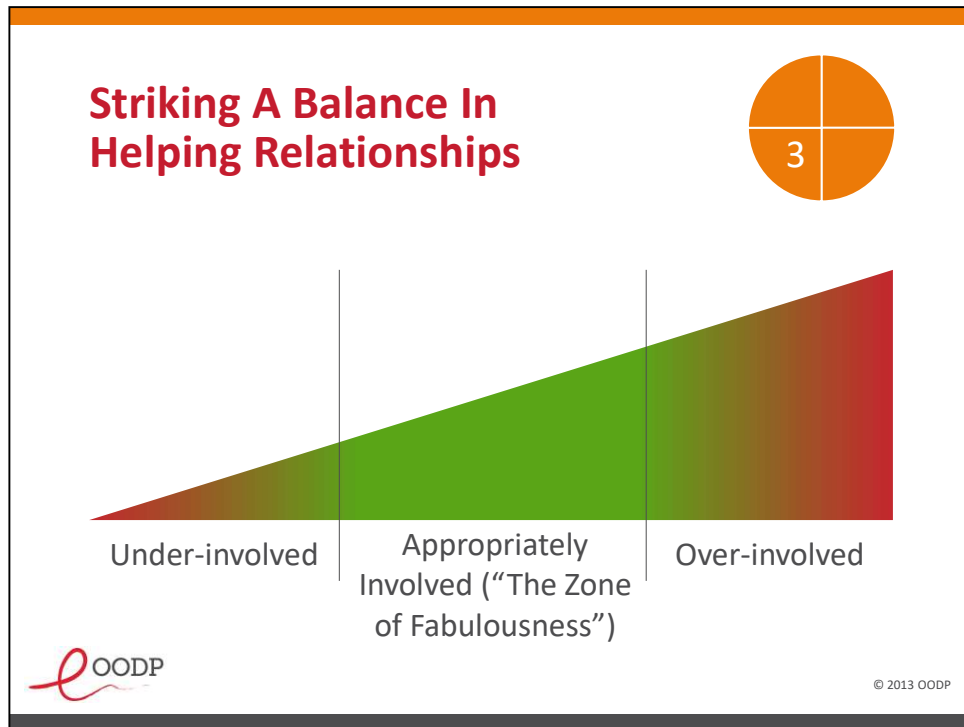 Striking A Balance In
Helping Relationships
3
Under-involved
Appropriately
Involved (“The Zone
of Fabulousness”)
Over-involved
OODP
© 2013 OODP